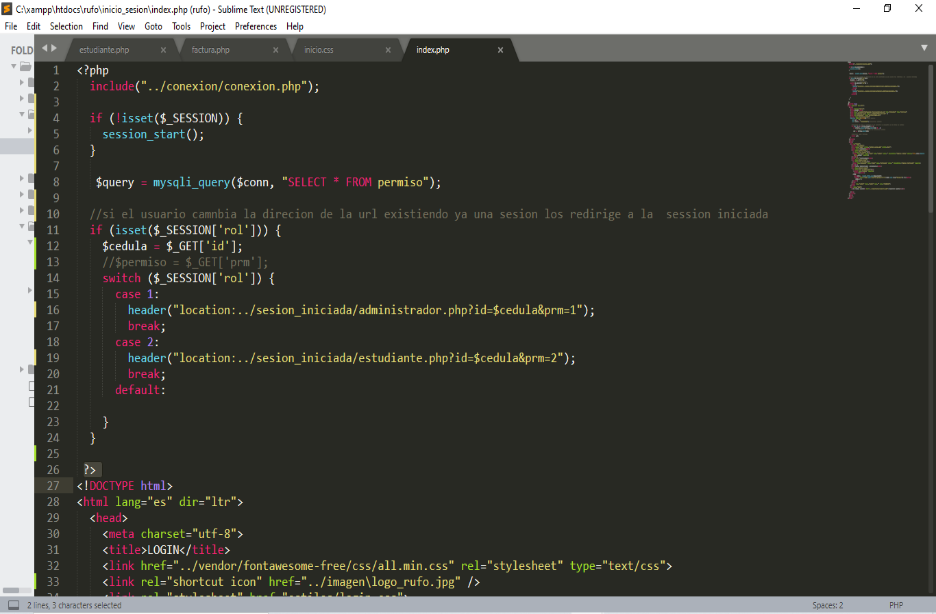 C:\xampp\htdocs\rufo\inicio_sesion\index.php (rufo) - Sublime Text (UNREGISTERED)
File Edit Selection Find View Goto Tools Project Preferences Help
FOLD
estudiante.php x factura.php x inicio.css x index.php x
1 <?php
2 include("../conexion/conexion.php");
3
4 if (!isset($_SESSION)) {
5 session_start();
6 }
7
8 $query = mysqli_query($conn, "SELECT * FROM permiso");
9
10 //si el usuario camnbia la direcion de la url existiendo ya una sesion los redirige a la  session iniciada
11 if (isset($_SESSION['rol'])) {
12 $cedula = $_GET['id'];
13 //$permiso = $_GET['prm'];
14 switch ($_SESSION['rol']) {
15 case 1:
16 header("location:../sesion_iniciada/administrador.php?id=$cedula&prm=1");
17 break;
18 case 2:
19 header("location:../sesion_iniciada/estudiante.php?id=$cedula&prm=2");
20 break;
21 default:
22
23 }
24 }
25
26 ?>
27 <!DOCTYPE html>
28 <html lang="es" dir="ltr">
29 <head>
30 <meta charset="utf-8">
31 <title>LOGIN</title>
32 <link href="../vendor/fontawesome-free/css/all.min.css" rel="stylesheet" type="text/css">
33 <link rel="shortcut icon" href="../imagen\logo_rufo.jpg" />
2 lines, 3 characters selected Spaces: 2 PHP